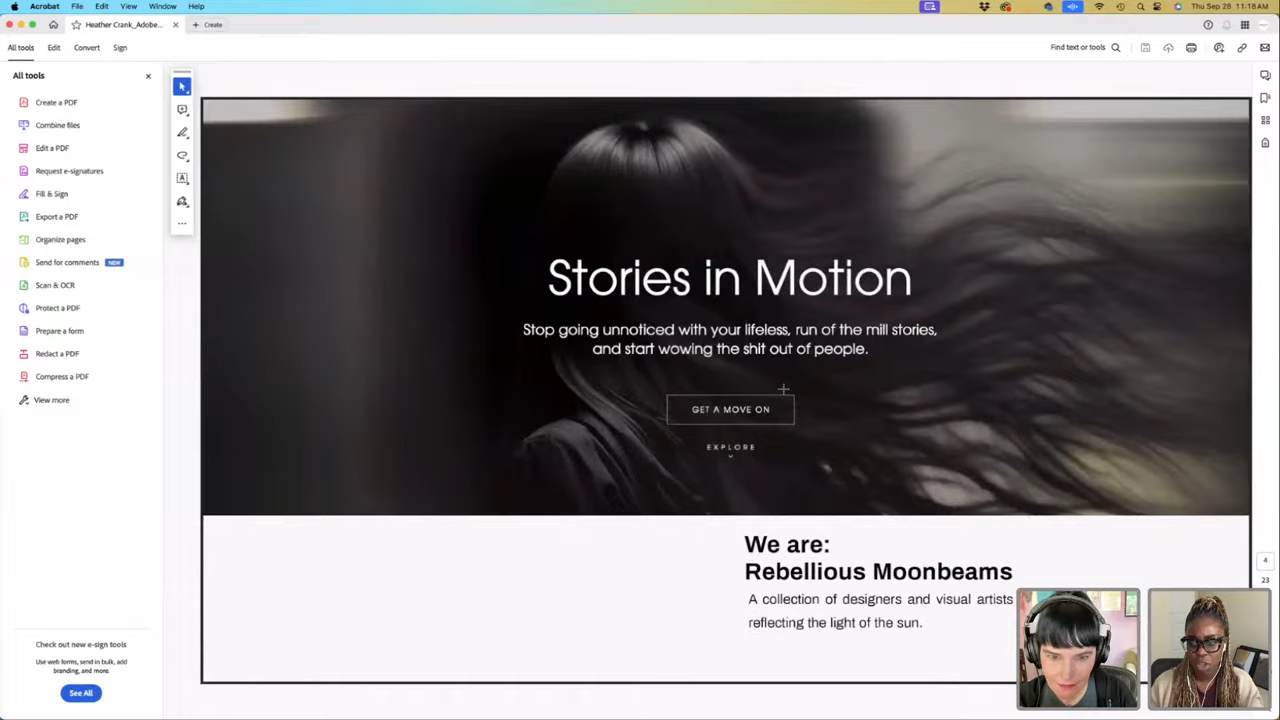 Acrobat File Edit View Window Help
Thu Sep 28 11:18 AM
Heather Crank_Adobe...
+ Create
All tools Edit Convert Sign
Find text or tools
All tools
Create a PDF
Combine files
Edit a PDF
Request e-signatures
Fill & Sign
Export a PDF
Organize pages
Send for comments NEW
Scan & OCR
Protect a PDF
Prepare a form
Redact a PDF
Compress a PDF
View more
Check out new e-sign tools
Use web forms, send in bulk, add
branding, and more.
See All
Stories in Motion
Stop going unnoticed with your lifeless, run of the mill stories,
and start wowing the shit out of people.
GET A MOVE ON
EXPLORE
We are:
Rebellious Moonbeams
A collection of designers and visual artists
reflecting the light of the sun.
4
23